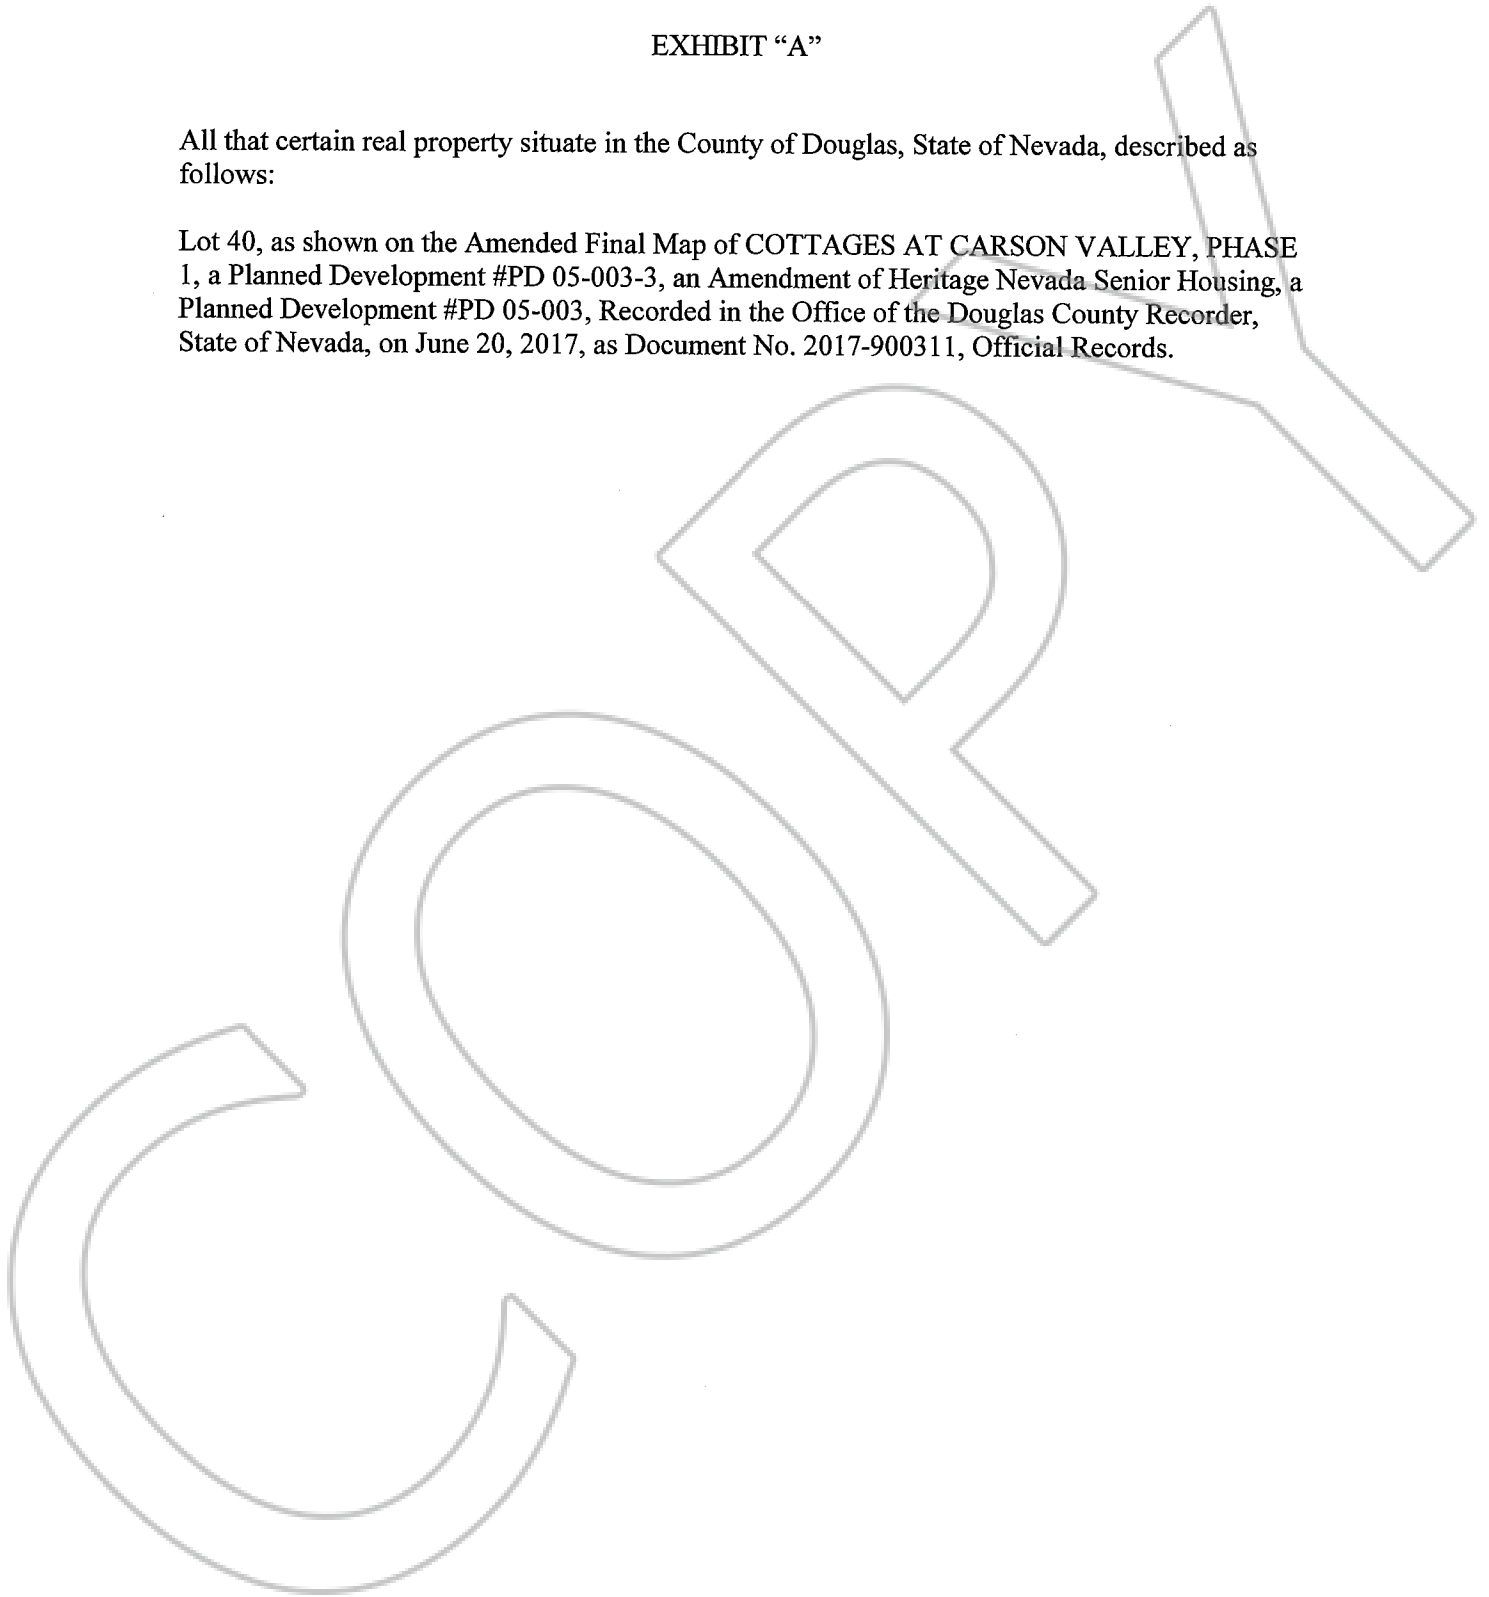 EXHIBIT “A”
All that certain real property situate in the County of Douglas, State of Nevada, described as
follows:
Lot 40, as shown on the Amended Final Map of COTTAGES AT CARSON VALLEY, PHASE
1, a Planned Development #PD 05-003-3, an Amendment of Heritage Nevada Senior Housing, a
Planned Development #PD 05-003, Recorded in the Office of the Douglas County Recorder,
State of Nevada, on June 20, 2017, as Document No. 2017-900311, Official Records.
COPY